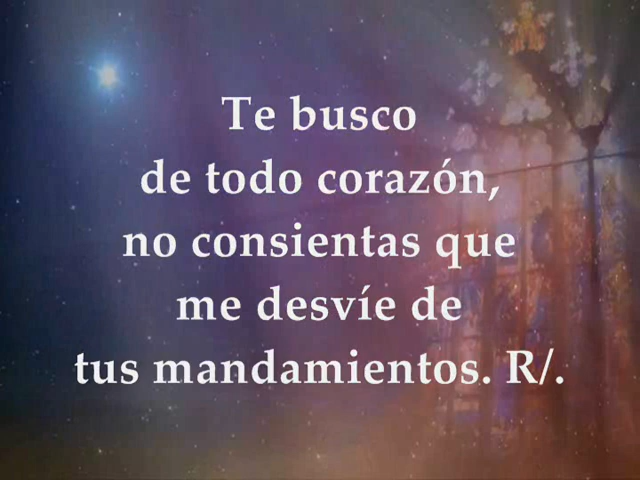 Te busco
de todo corazón,
no consientas que
me desvíe de
tus mandamientos. R/.